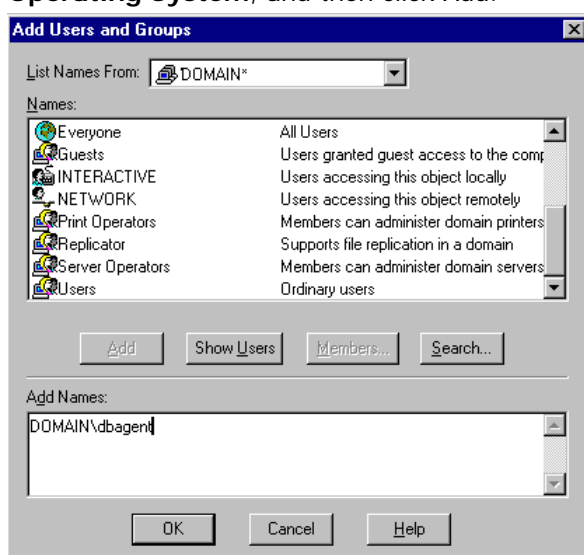 Operating System, and then click Add.
Add Users and Groups
List Names From: DOMAIN*
Names:
Everyone All Users
Guests Users granted guest access to the comp
INTERACTIVE Users accessing this object locally
NETWORK Users accessing this object remotely
Print Operators Members can administer domain printers
Replicator Supports file replication in a domain
Server Operators Members can administer domain servers
Users Ordinary users
Add Show Users Members... Search...
Add Names:
DOMAIN\dbagent
OK Cancel Help